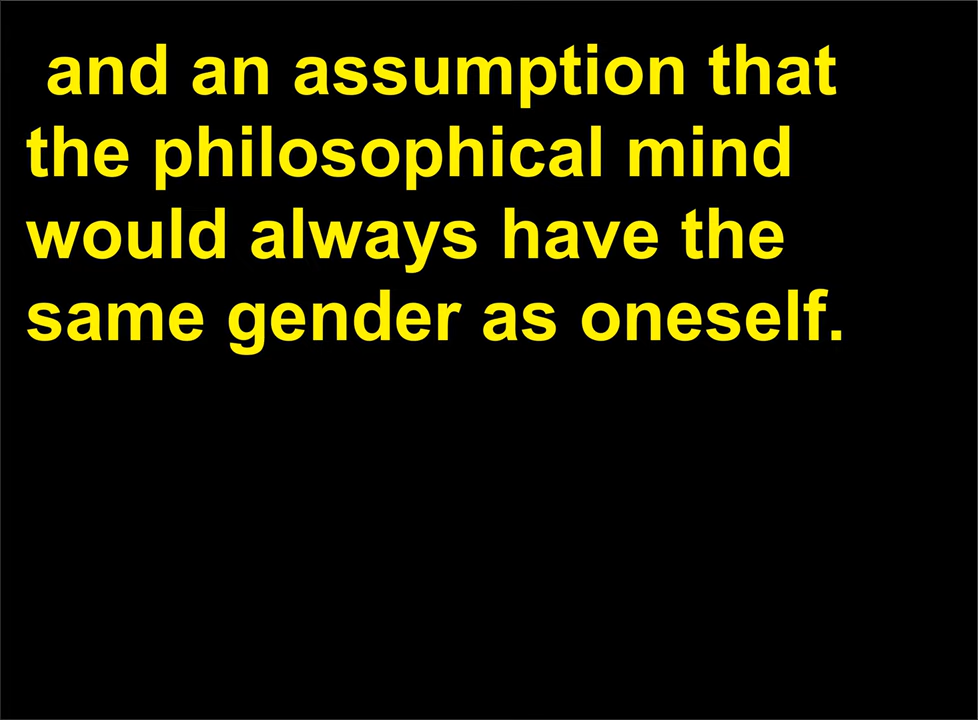 and an assumption that
the philosophical mind
would always have the
same gender as oneself.